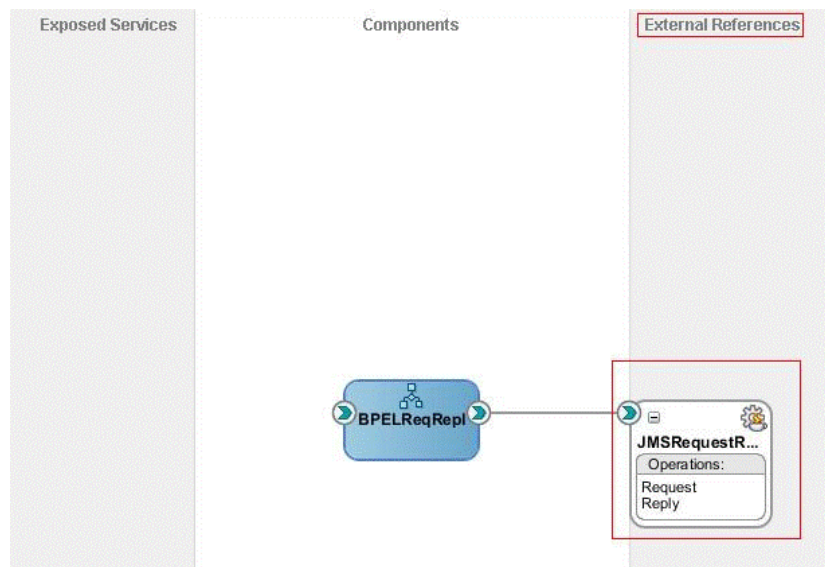 Exposed Services
Components
External References
BPELReqRepl
JMSRequestR...
Operations:
Request
Reply